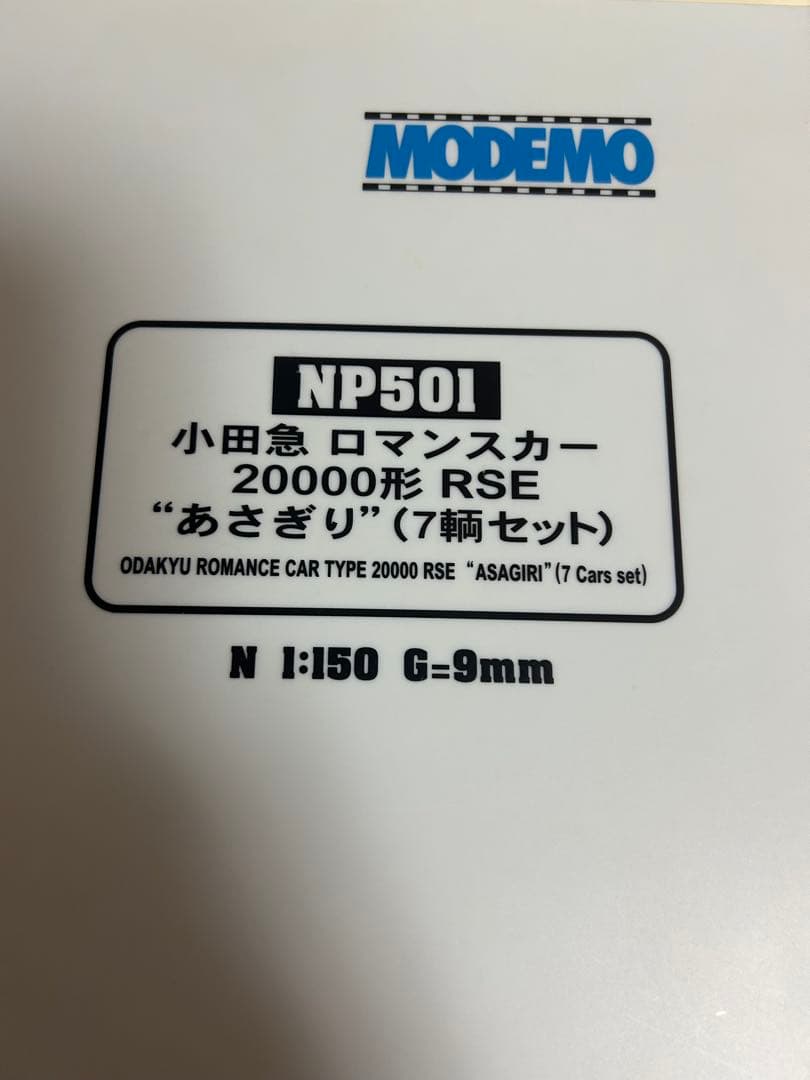 MODEMO
NP501
小田急 ロマンスカー
20000形 RSE
“あさぎり”(7輌セット)
ODAKYU ROMANCE CAR TYPE 20000 RSE “ASAGIRI”(7 Cars set)
N 1:150 G=9mm